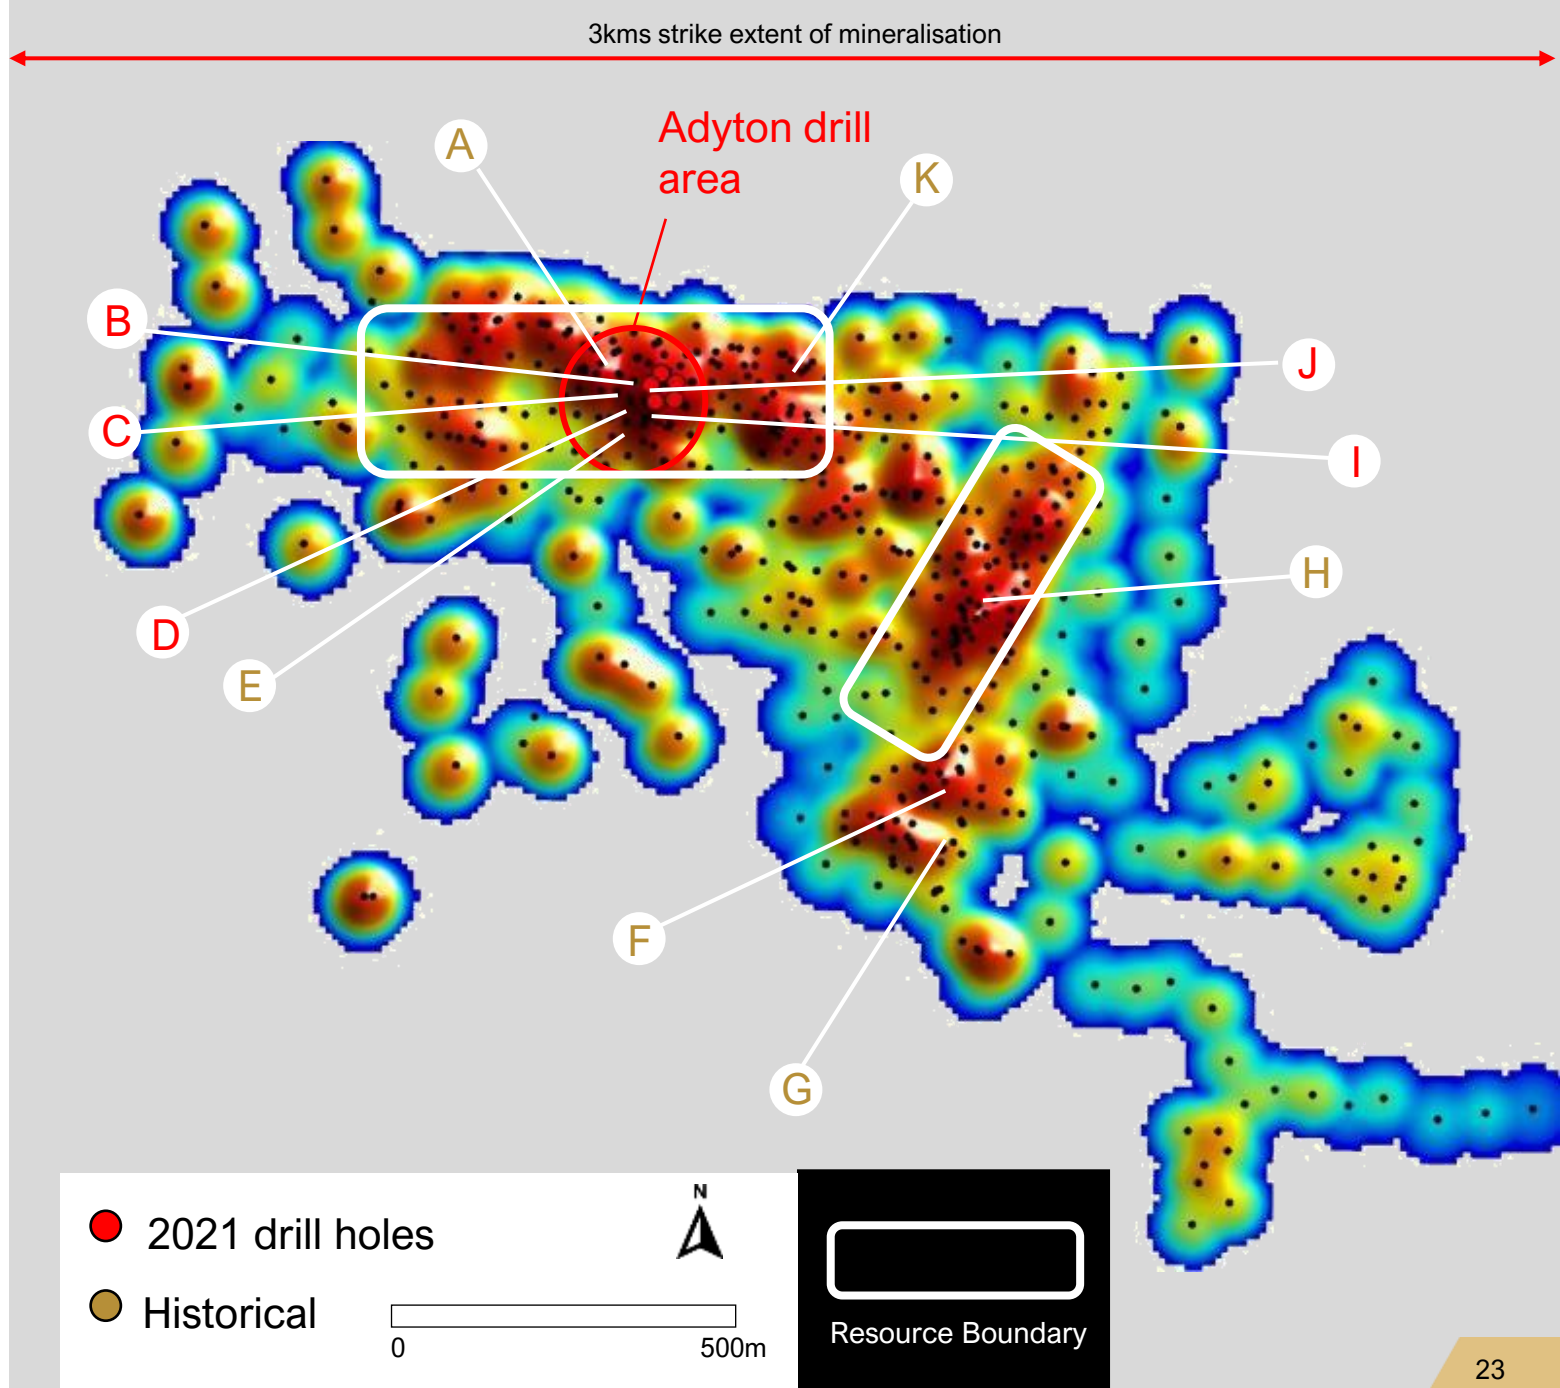 3kms strike extent of mineralisation
Adyton drill
area
A
K
B
J
C
I
H
D
E
F
G
2021 drill holes
N
Historical
0
500m
Resource Boundary
23